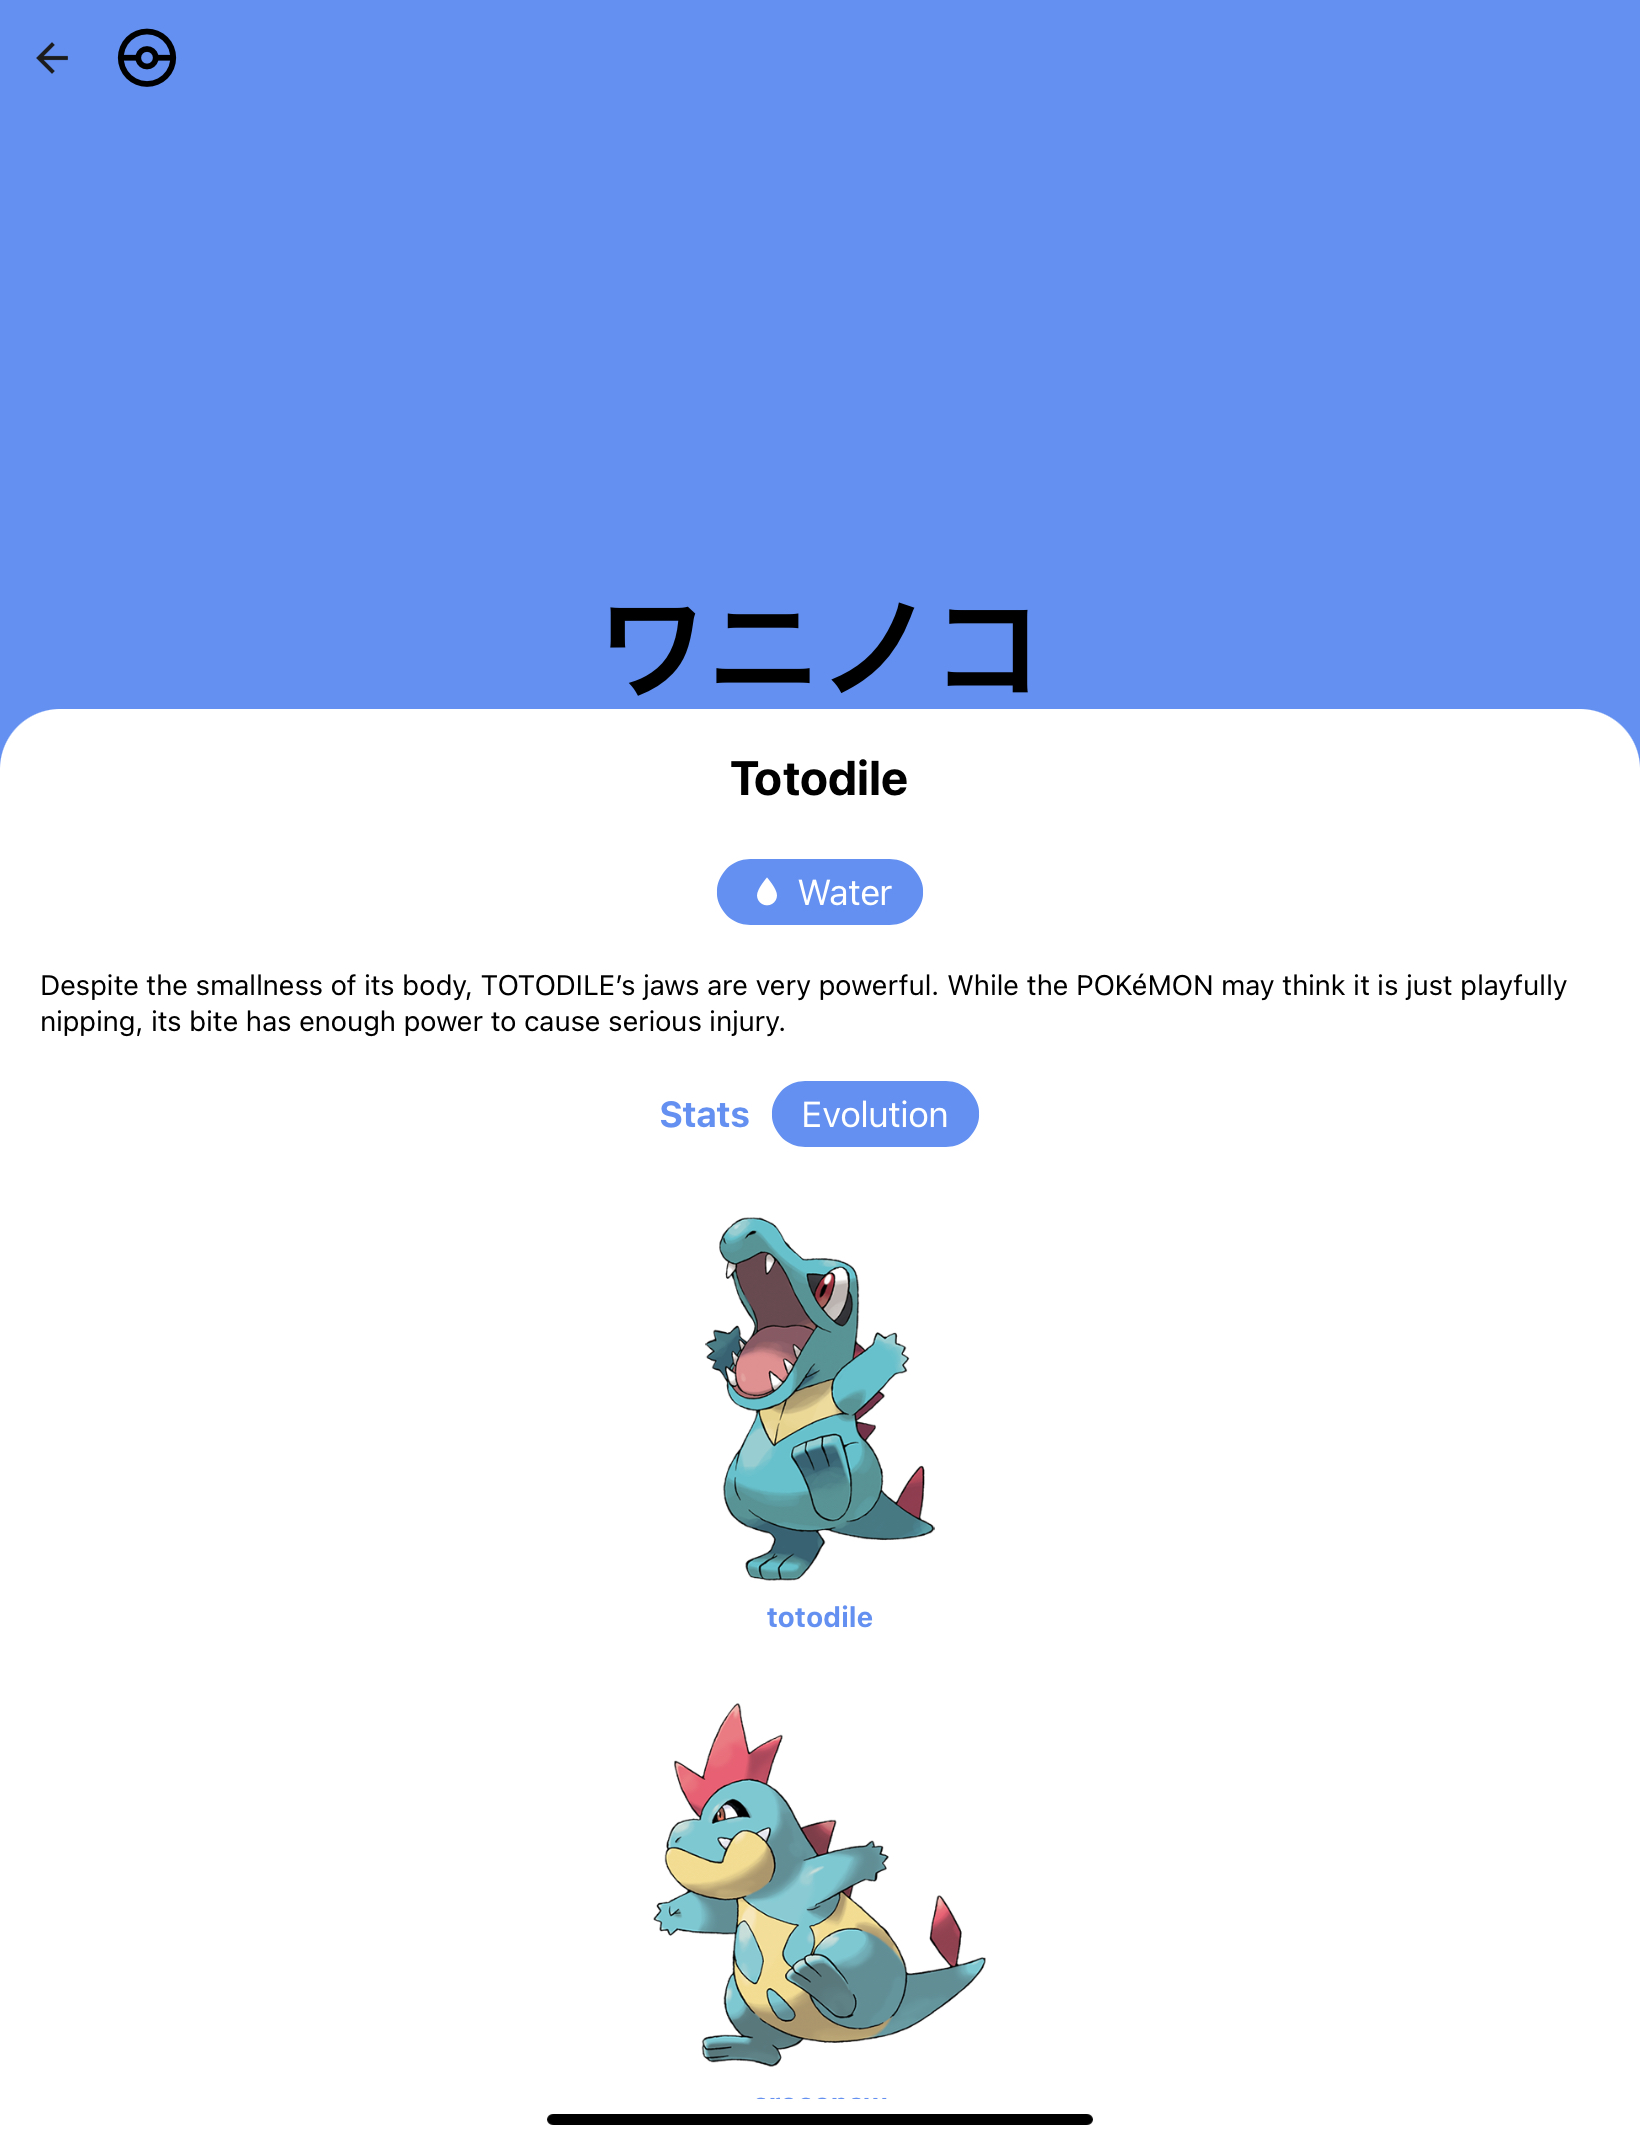 ワニノコ
Totodile
Water
Despite the smallness of its body, TOTODILE’s jaws are very powerful. While the POKéMON may think it is just playfully
nipping, its bite has enough power to cause serious injury.
Stats Evolution
totodile